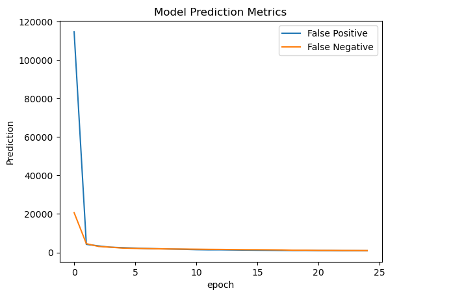 Model Prediction Metrics
120000
100000
80000
60000
40000
20000
0
Prediction
False Positive
False Negative
0 5 10 15 20 25
epoch